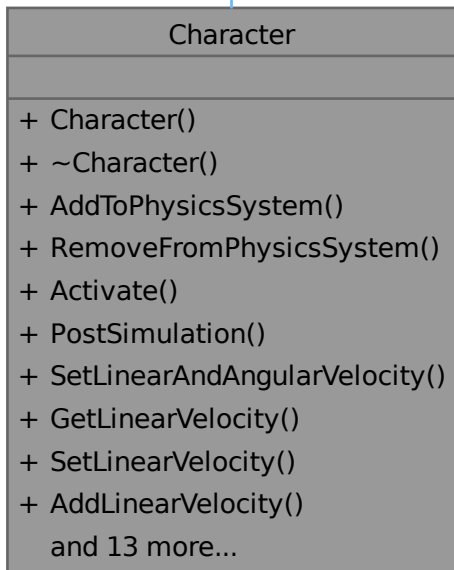 Character
+ Character()
+ ~Character()
+ AddToPhysicsSystem()
+ RemoveFromPhysicsSystem()
+ Activate()
+ PostSimulation()
+ SetLinearAndAngularVelocity()
+ GetLinearVelocity()
+ SetLinearVelocity()
+ AddLinearVelocity()
and 13 more...